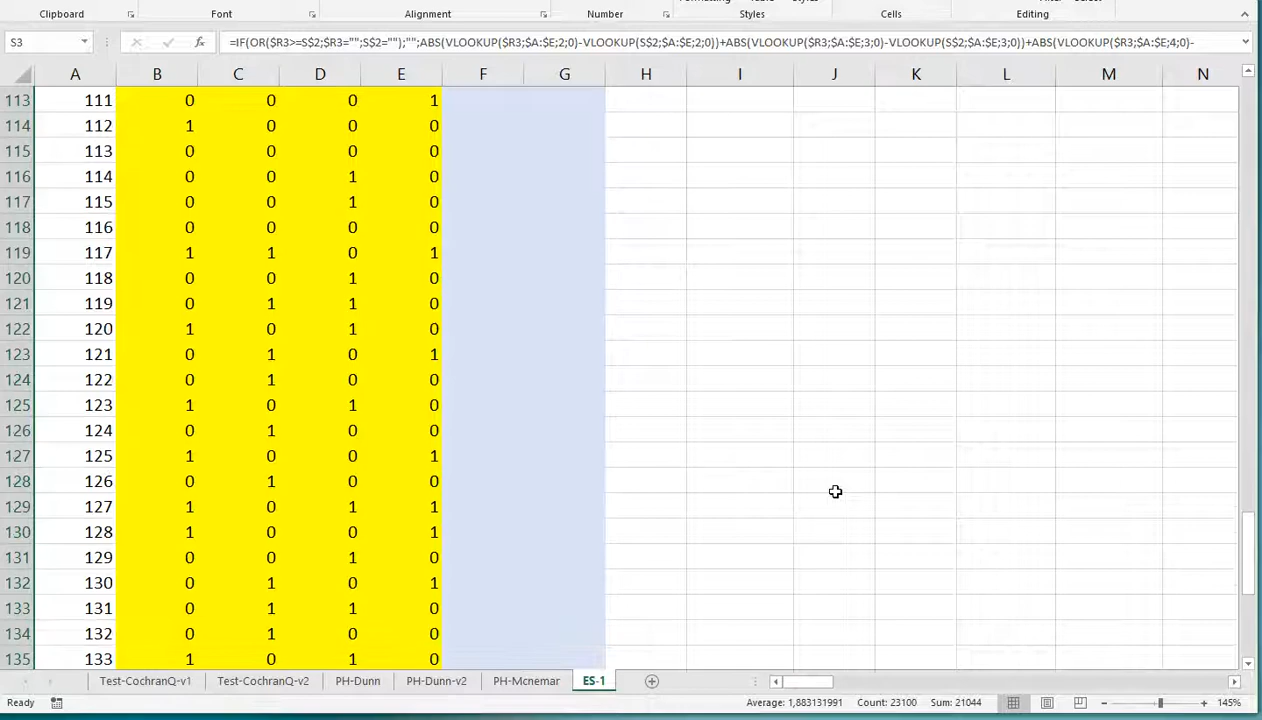 Clipboard Font Alignment Number Styles Cells Editing
S3 fx =IF(OR($R3>=S$2;$R3="";S$2="");"";ABS(VLOOKUP($R3;$A:$E;2;0)-VLOOKUP(S$2;$A:$E;2;0))+ABS(VLOOKUP($R3;$A:$E;3;0)-VLOOKUP(S$2;$A:$E;3;0))+ABS(VLOOKUP($R3;$A:$E;4;0)-
A B C D E F G H I J K L M N
113 111 0 0 0 1
114 112 1 0 0 0
115 113 0 0 0 0
116 114 0 0 1 0
117 115 0 0 1 0
118 116 0 0 0 0
119 117 1 1 0 1
120 118 0 0 1 0
121 119 0 1 1 0
122 120 1 0 1 0
123 121 0 1 0 1
124 122 0 1 0 0
125 123 1 0 1 0
126 124 0 1 0 0
127 125 1 0 0 1
128 126 0 1 0 0
129 127 1 0 1 1
130 128 1 0 0 1
131 129 0 0 1 0
132 130 0 1 0 1
133 131 0 1 1 0
134 132 0 1 0 0
135 133 1 0 1 0
Test-CochranQ-v1 Test-CochranQ-v2 PH-Dunn PH-Dunn-v2 PH-Mcnemar ES-1
Ready Average: 1,883131991 Count: 23100 Sum: 21044 145%